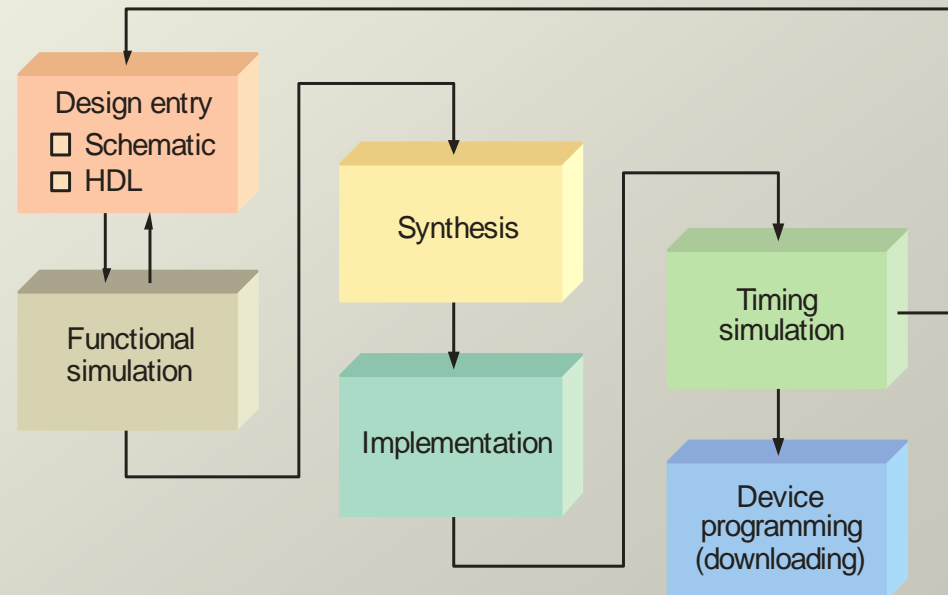 Design entry
Schematic
HDL
Functional
simulation
Synthesis
Implementation
Timing
simulation
Device
programming
(downloading)